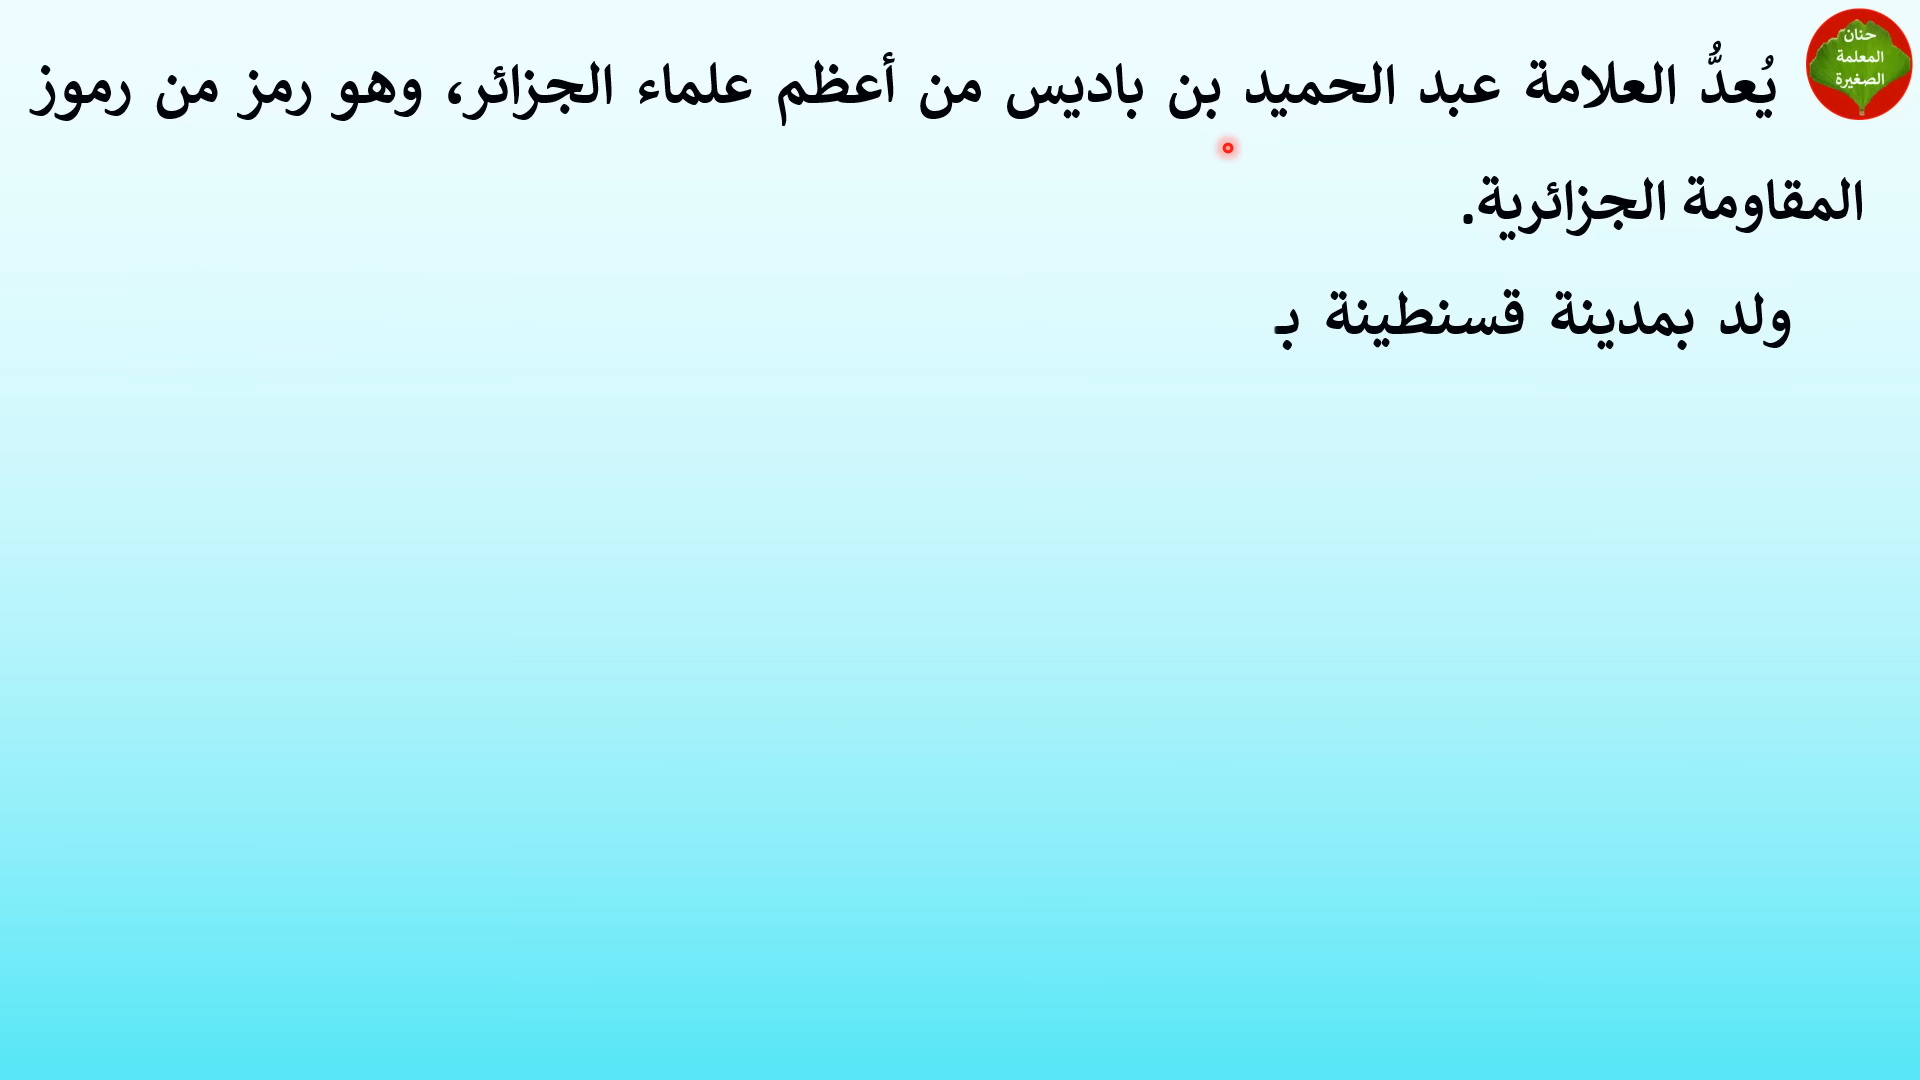 حنان
المعلمة
الصغيرة
يُعدُّ العلامة عبد الحميد بن باديس من أعظم علماء الجزائر، وهو رمز من رموز
المقاومة الجزائرية.
ولد بمدينة قسنطينة بـ